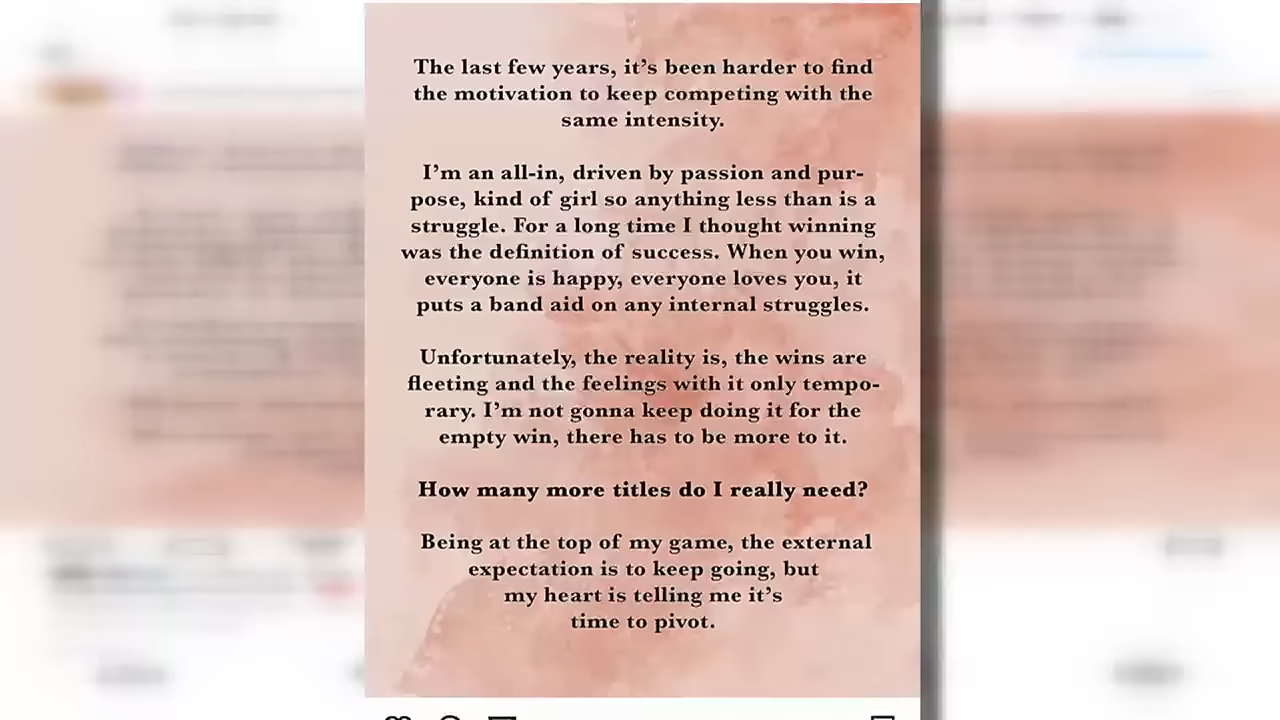 The last few years, it's been harder to find
the motivation to keep competing with the
same intensity.
I'm an all-in, driven by passion and pur-
pose, kind of girl so anything less than is a
struggle. For a long time I thought winning
was the definition of success. When you win,
everyone is happy, everyone loves you, it
puts a band aid on any internal struggles.
Unfortunately, the reality is, the wins are
fleeting and the feelings with it only tempo-
rary. I'm not gonna keep doing it for the
empty win, there has to be more to it.
How many more titles do I really need?
Being at the top of my game, the external
expectation is to keep going, but
my heart is telling me it's
time to pivot.